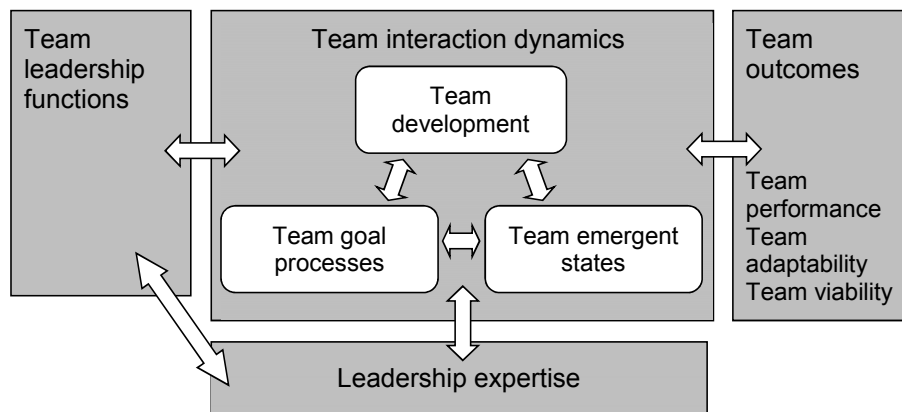 Team
leadership
functions
Team interaction dynamics
Team
development
Team goal
processes
Team emergent
states
Team
outcomes
Team
performance
Team
adaptability
Team viability
Leadership expertise